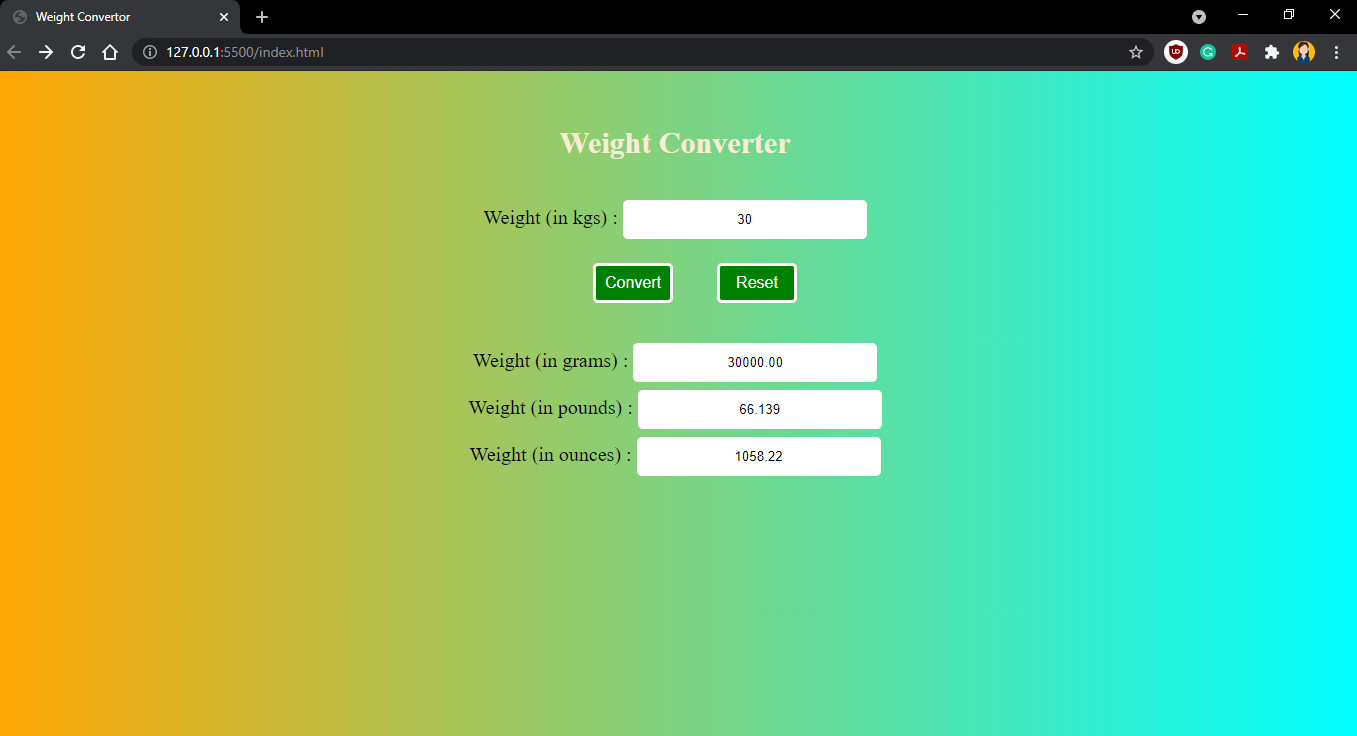 Weight Convertor
127.0.0.1:5500/index.html
Weight Converter
Weight (in kgs) : 30
Convert Reset
Weight (in grams) : 30000.00
Weight (in pounds) : 66.139
Weight (in ounces) : 1058.22